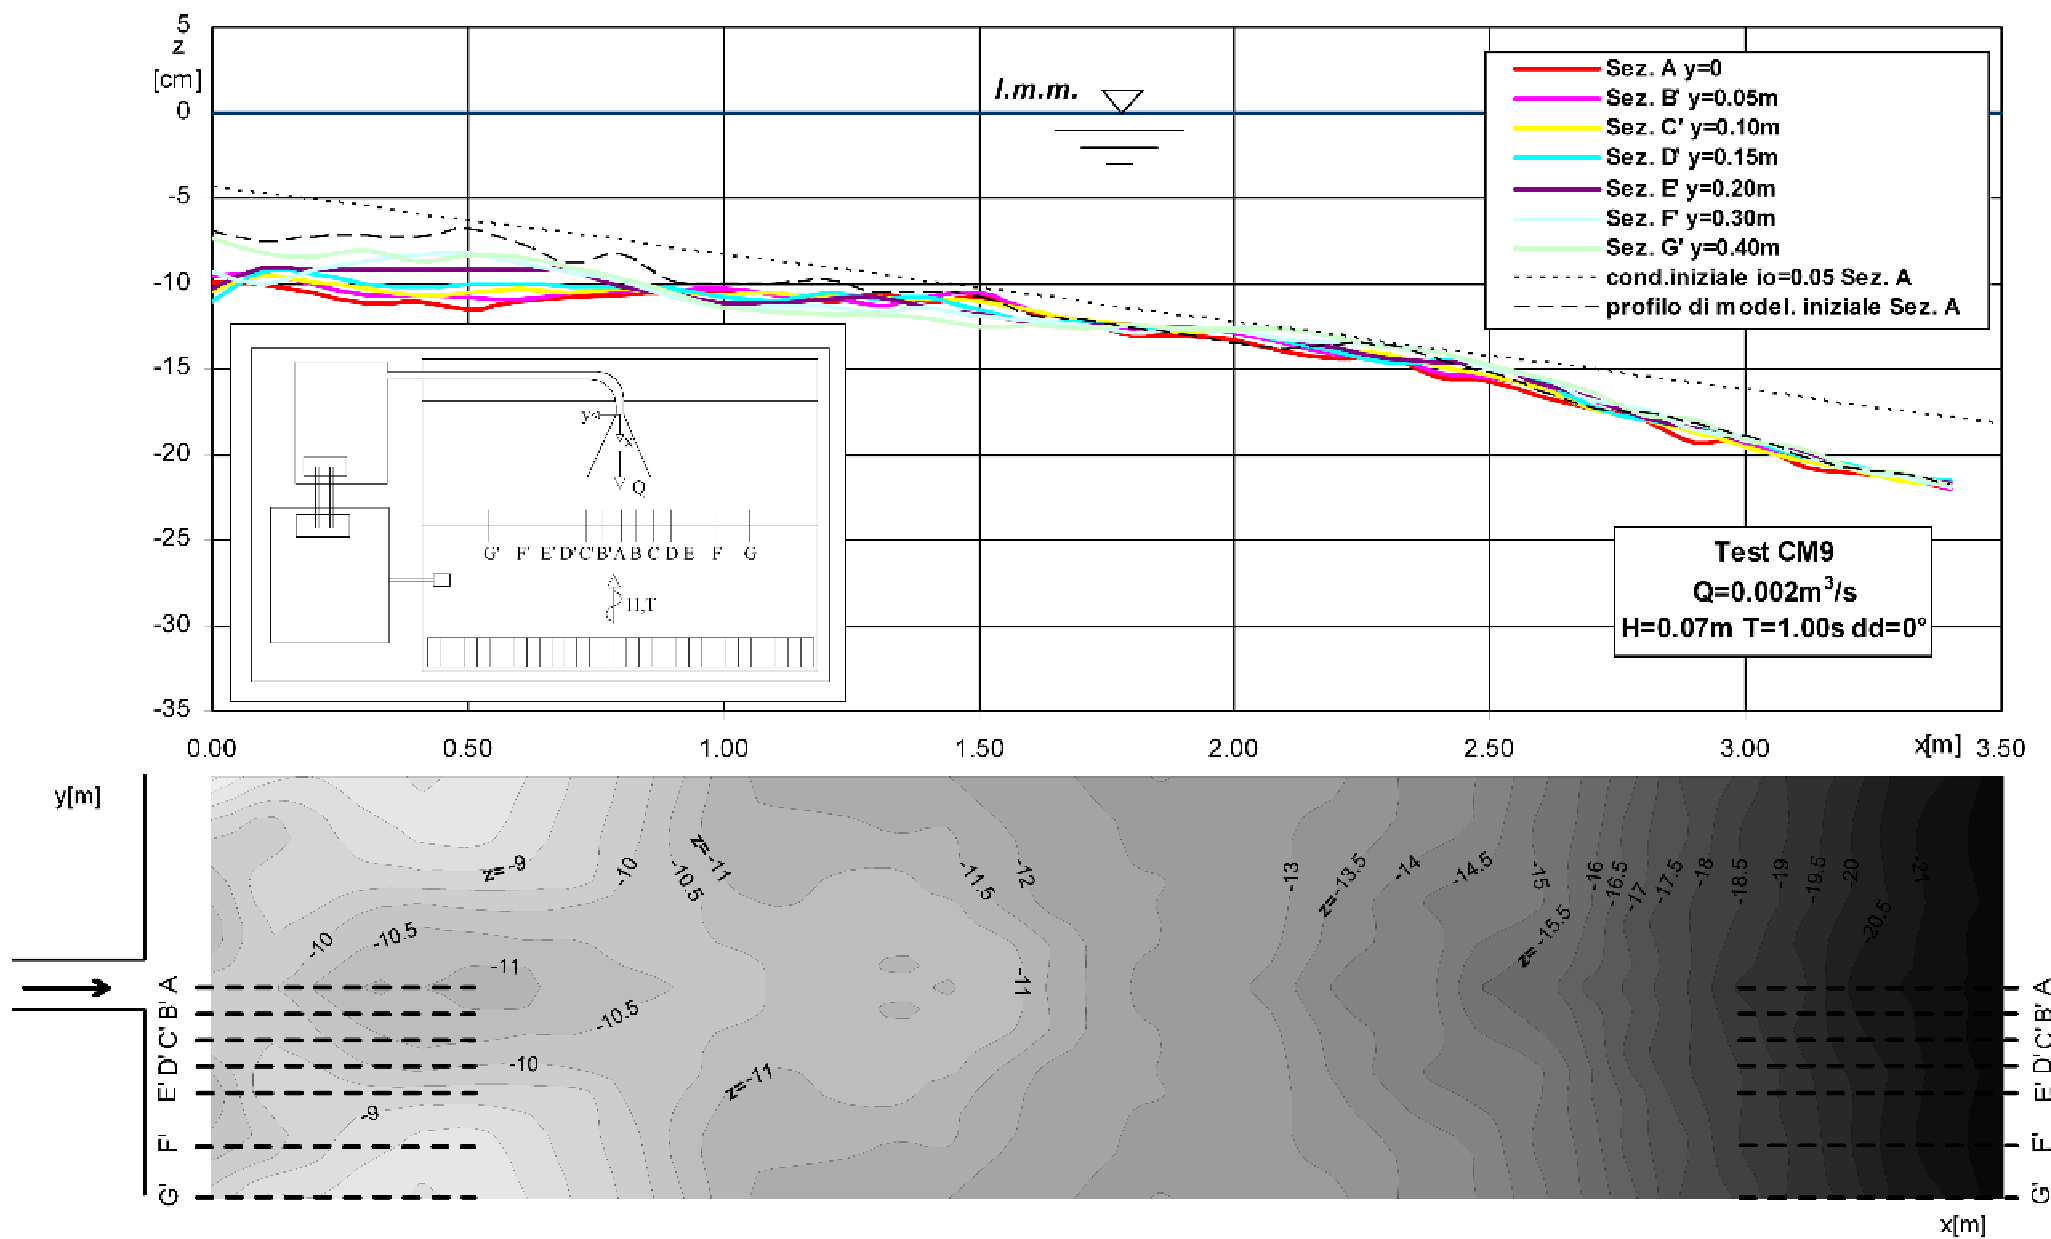 5
z
[cm]
0
-5
-10
-15
-20
-25
-30
-35
l.m.m.
Sez. A y=0
Sez. B' y=0.05m
Sez. C' y=0.10m
Sez. D' y=0.15m
Sez. E' y=0.20m
Sez. F' y=0.30m
Sez. G' y=0.40m
cond.iniziale io=0.05 Sez. A
profilo di model. iniziale Sez. A
y
x
Q
G' F' E' D' C' B' A B C D E F G
H,T
Test CM9
Q=0.002m³/s
H=0.07m T=1.00s dd=0°
0.00 0.50 1.00 1.50 2.00 2.50 3.00 x[m] 3.50
y[m]
z=-9
-10
-10.5
z=-11
-11.5
-12
-13
z=-13.5
-14
-14.5
-15
z=-15.5
-16
-16.5
-17
-17.5
-18
-18.5
-19
-19.5
-20
-20.5
-21
-10
-10.5
-11
-11
-10.5
-10
z=-11
-9
A
B'
C'
D'
E'
F'
G'
A
B'
C'
D'
E'
F'
G'
x[m]